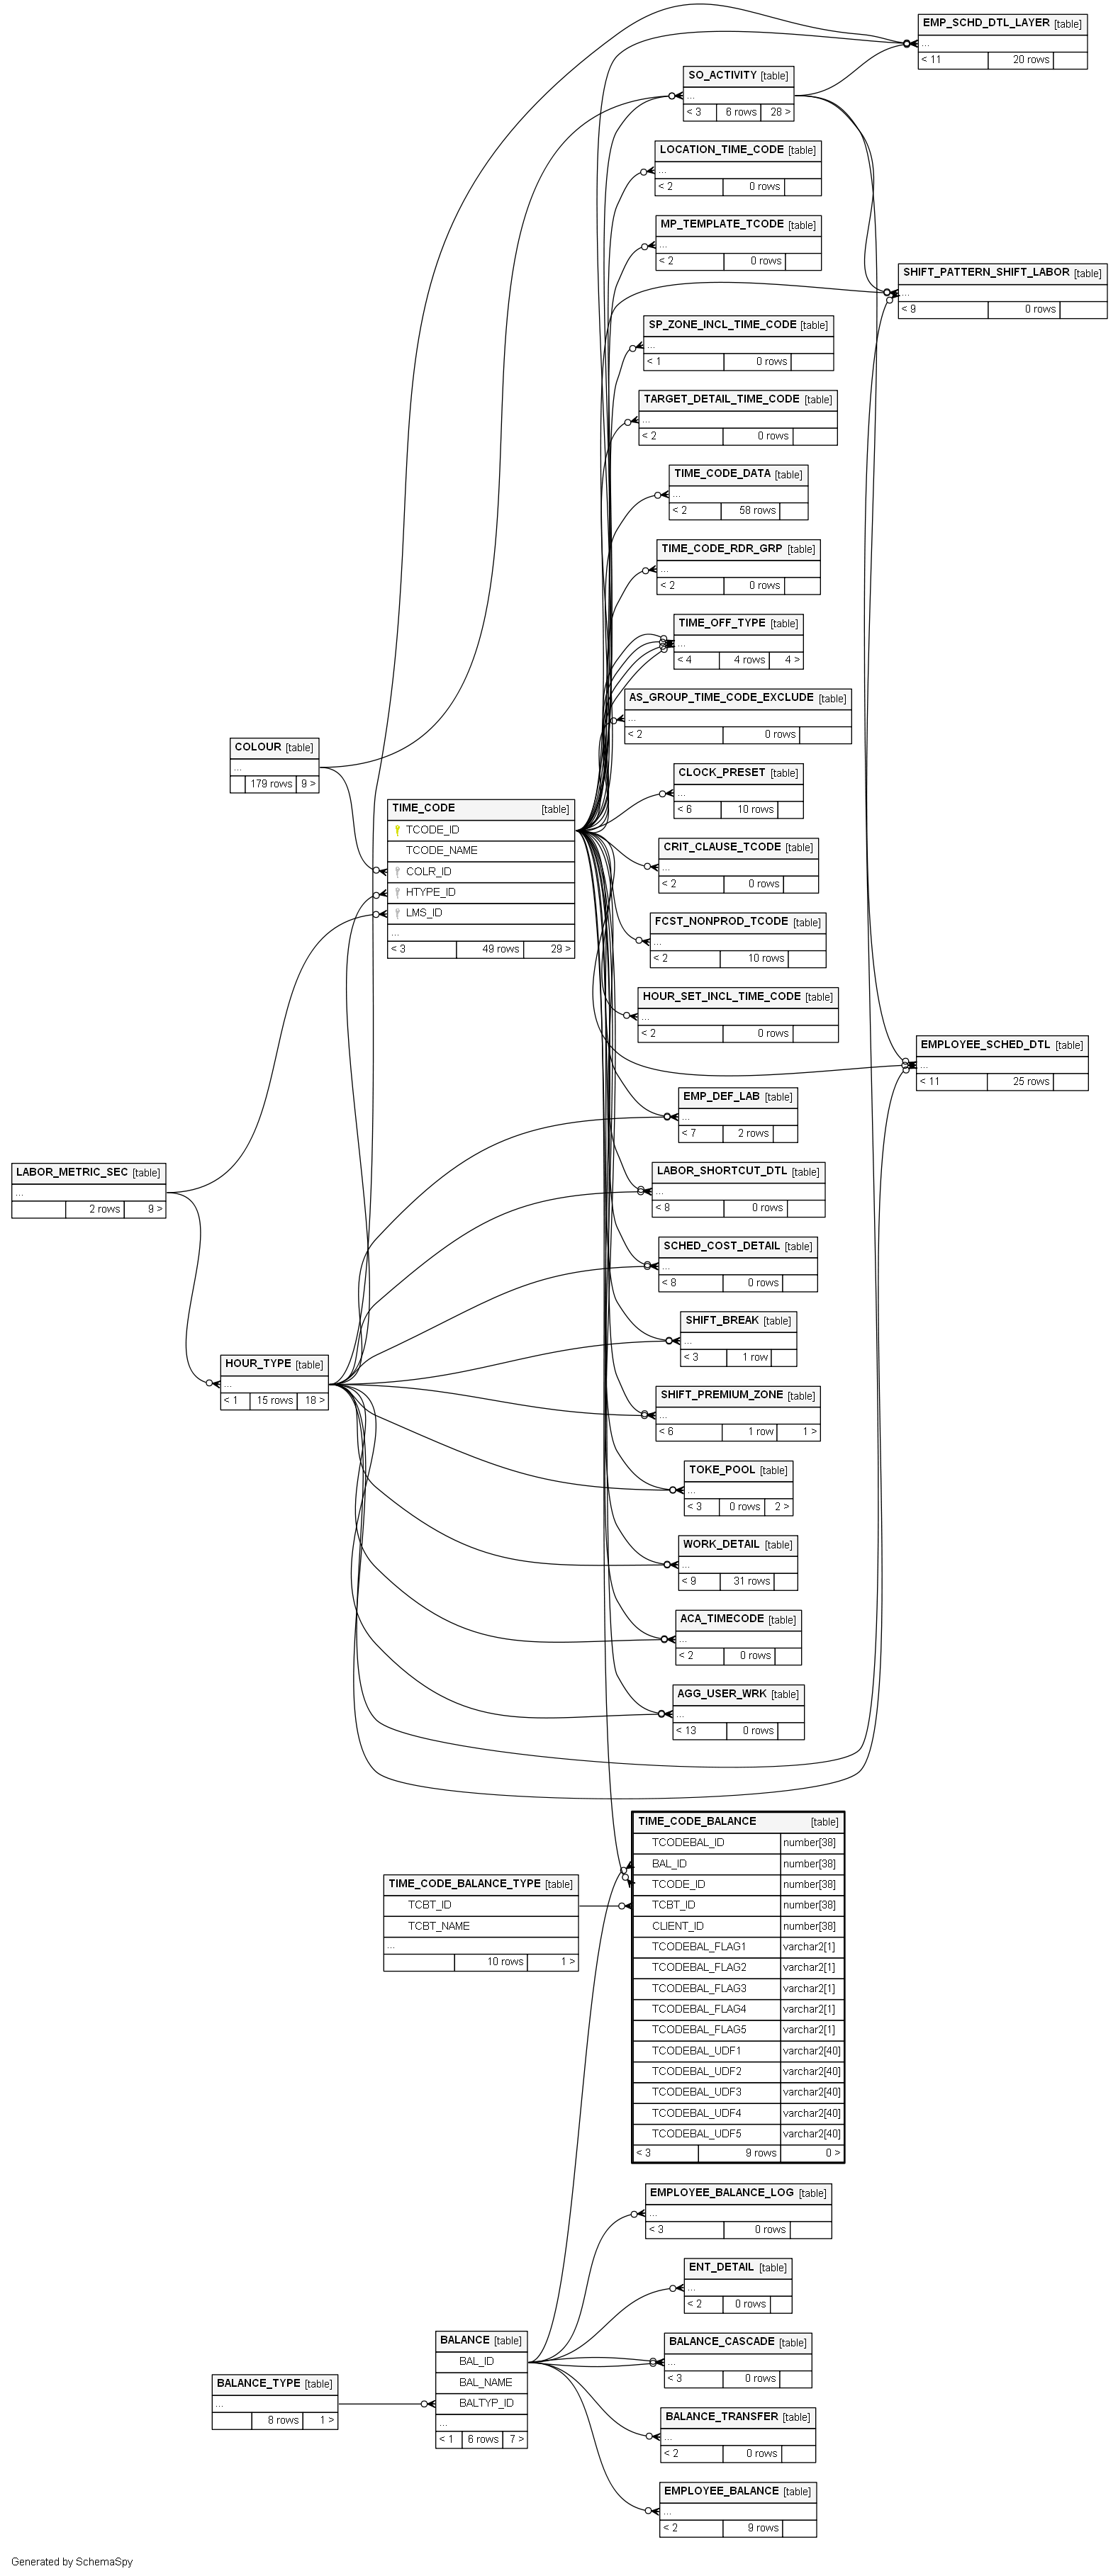 EMP_SCHD_DTL_LAYER [table]
...
< 11 20 rows
SO_ACTIVITY [table]
...
< 3 6 rows 28 >
LOCATION_TIME_CODE [table]
...
< 2 0 rows
MP_TEMPLATE_TCODE [table]
...
< 2 0 rows
SHIFT_PATTERN_SHIFT_LABOR [table]
...
< 9 0 rows
SP_ZONE_INCL_TIME_CODE [table]
...
< 1 0 rows
TARGET_DETAIL_TIME_CODE [table]
...
< 2 0 rows
TIME_CODE_DATA [table]
...
< 2 58 rows
TIME_CODE_RDR_GRP [table]
...
< 2 0 rows
TIME_OFF_TYPE [table]
...
< 4 4 rows 4 >
AS_GROUP_TIME_CODE_EXCLUDE [table]
...
< 2 0 rows
COLOUR [table]
...
179 rows 9 >
CLOCK_PRESET [table]
...
< 6 10 rows
TIME_CODE [table]
TCODE_ID
TCODE_NAME
COLR_ID
HTYPE_ID
LMS_ID
...
< 3 49 rows 29 >
CRIT_CLAUSE_TCODE [table]
...
< 2 0 rows
FCST_NONPROD_TCODE [table]
...
< 2 10 rows
HOUR_SET_INCL_TIME_CODE [table]
...
< 2 0 rows
EMPLOYEE_SCHED_DTL [table]
...
< 11 25 rows
EMP_DEF_LAB [table]
...
< 7 2 rows
LABOR_METRIC_SEC [table]
...
2 rows 9 >
LABOR_SHORTCUT_DTL [table]
...
< 8 0 rows
SCHED_COST_DETAIL [table]
...
< 8 0 rows
SHIFT_BREAK [table]
...
< 3 1 row
HOUR_TYPE [table]
...
< 1 15 rows 18 >
SHIFT_PREMIUM_ZONE [table]
...
< 6 1 row 1 >
TOKE_POOL [table]
...
< 3 0 rows 2 >
WORK_DETAIL [table]
...
< 9 31 rows
ACA_TIMECODE [table]
...
< 2 0 rows
AGG_USER_WRK [table]
...
< 13 0 rows
TIME_CODE_BALANCE [table]
TCODEBAL_ID number[38]
BAL_ID number[38]
TCODE_ID number[38]
TCBT_ID number[38]
CLIENT_ID number[38]
TCODEBAL_FLAG1 varchar2[1]
TCODEBAL_FLAG2 varchar2[1]
TCODEBAL_FLAG3 varchar2[1]
TCODEBAL_FLAG4 varchar2[1]
TCODEBAL_FLAG5 varchar2[1]
TCODEBAL_UDF1 varchar2[40]
TCODEBAL_UDF2 varchar2[40]
TCODEBAL_UDF3 varchar2[40]
TCODEBAL_UDF4 varchar2[40]
TCODEBAL_UDF5 varchar2[40]
< 3 9 rows 0 >
TIME_CODE_BALANCE_TYPE [table]
TCBT_ID
TCBT_NAME
...
10 rows 1 >
EMPLOYEE_BALANCE_LOG [table]
...
< 3 0 rows
ENT_DETAIL [table]
...
< 2 0 rows
BALANCE [table]
BAL_ID
BAL_NAME
BALTYP_ID
...
< 1 6 rows 7 >
BALANCE_CASCADE [table]
...
< 3 0 rows
BALANCE_TYPE [table]
...
8 rows 1 >
BALANCE_TRANSFER [table]
...
< 2 0 rows
EMPLOYEE_BALANCE [table]
...
< 2 9 rows
Generated by SchemaSpy